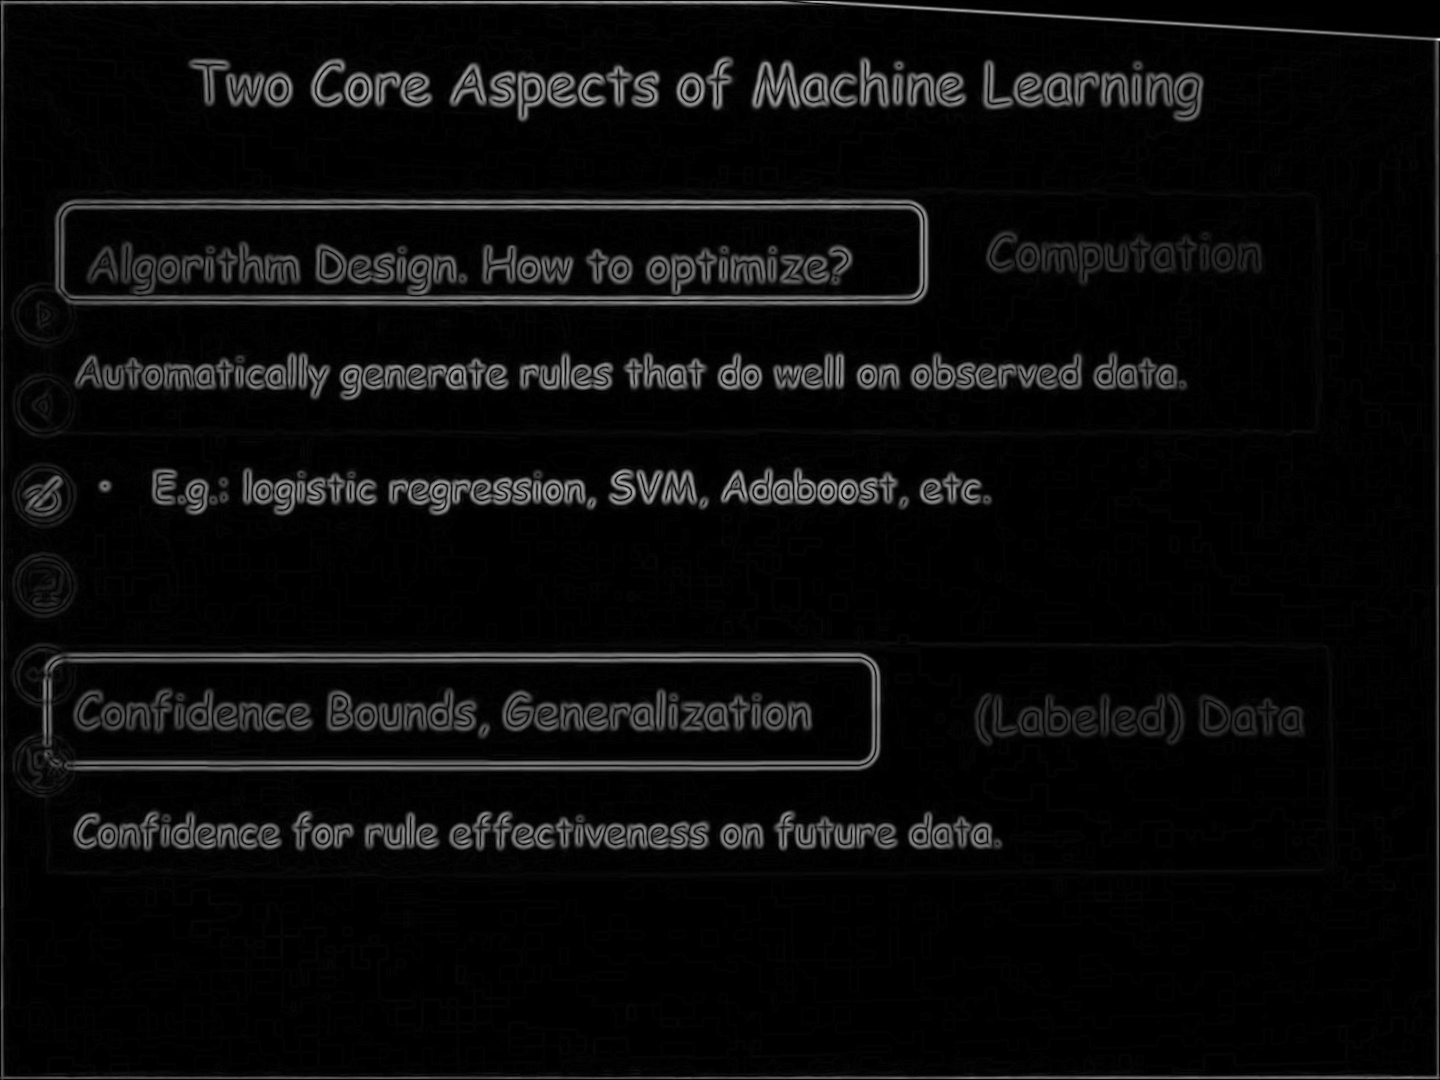 Two Core Aspects of Machine Learning
Algorithm Design. How to optimize? Computation
Automatically generate rules that do well on observed data.
• E.g.: logistic regression, SVM, Adaboost, etc.
Confidence Bounds, Generalization (Labeled) Data
Confidence for rule effectiveness on future data.